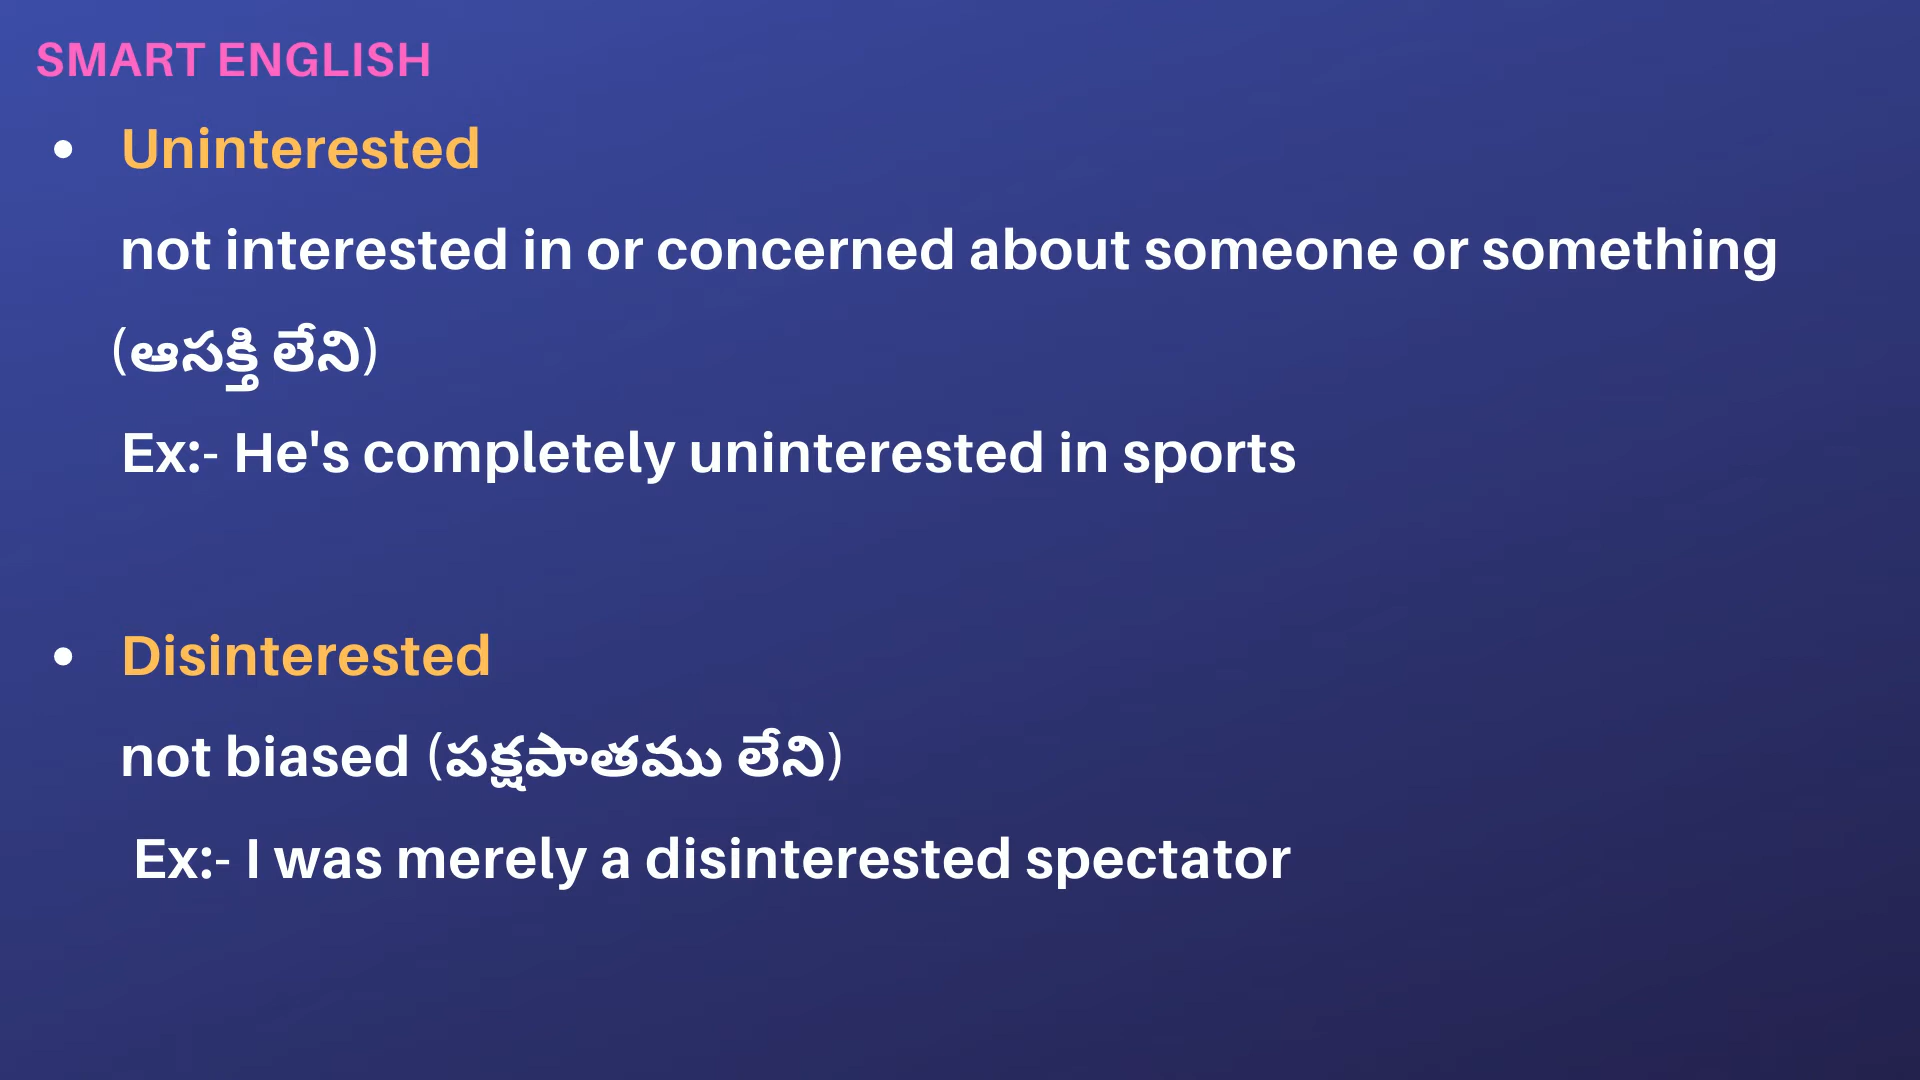 SMART ENGLISH
• Uninterested
not interested in or concerned about someone or something
(ఆసక్తి లేని)
Ex:- He's completely uninterested in sports
• Disinterested
not biased (పక్షపాతము లేని)
Ex:- I was merely a disinterested spectator